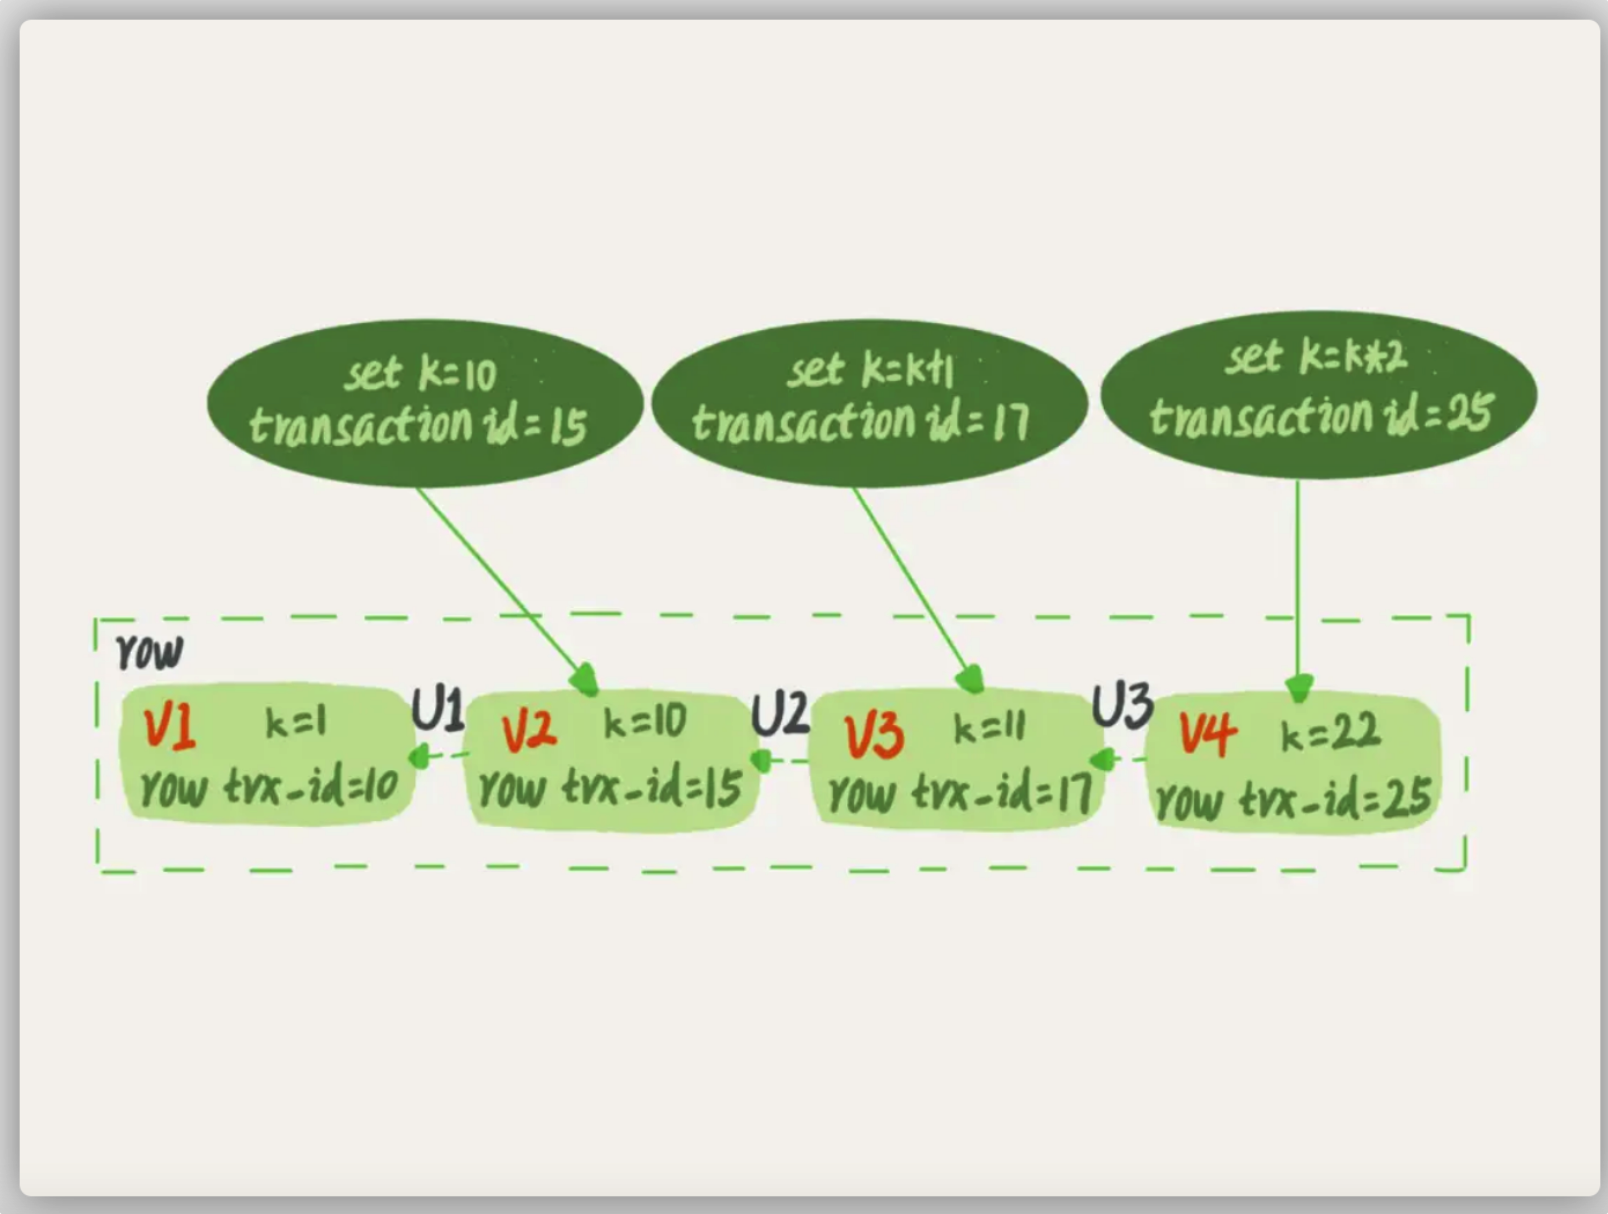 set k=10
transaction id=15
set k=k+1
transaction id=17
set k=k*2
transaction id=25
row
V1 k=1
row trx-id=10
U1
V2 k=10
row trx-id=15
U2
V3 k=11
row trx-id=17
U3
V4 k=22
row trx-id=25